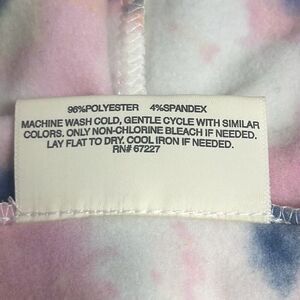 96%POLYESTER 4%SPANDEX
MACHINE WASH COLD, GENTLE CYCLE WITH SIMILAR
COLORS. ONLY NON-CHLORINE BLEACH IF NEEDED.
LAY FLAT TO DRY. COOL IRON IF NEEDED.
RN# 67227